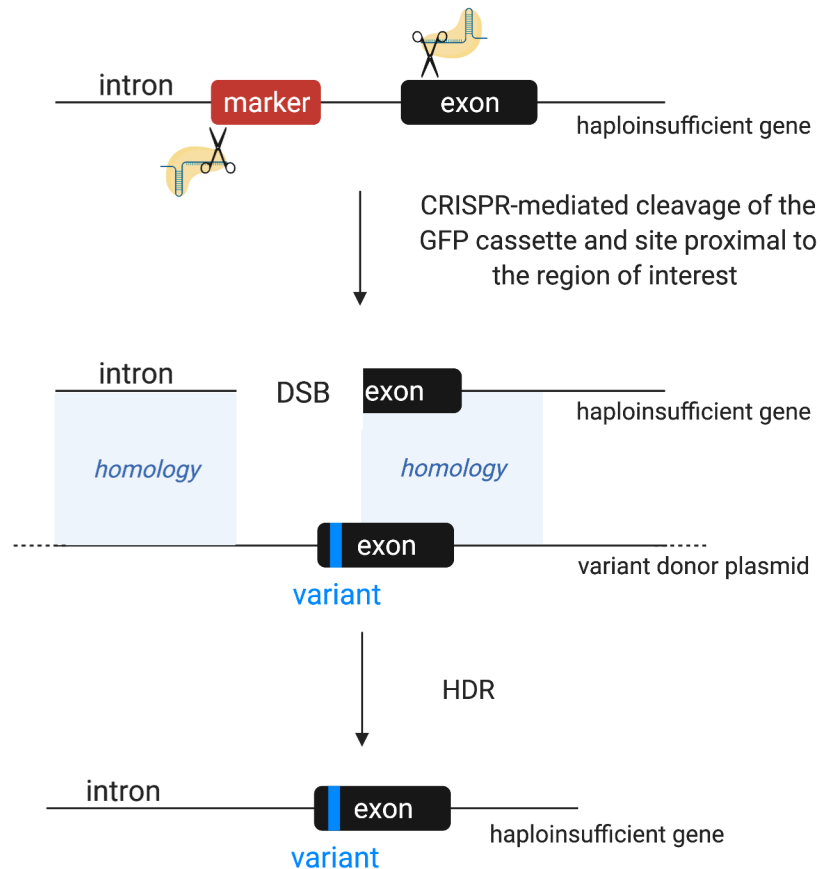 intron
marker
exon
haploinsufficient gene
CRISPR-mediated cleavage of the
GFP cassette and site proximal to
the region of interest
intron
DSB
exon
haploinsufficient gene
homology
homology
exon
variant donor plasmid
variant
HDR
intron
exon
haploinsufficient gene
variant